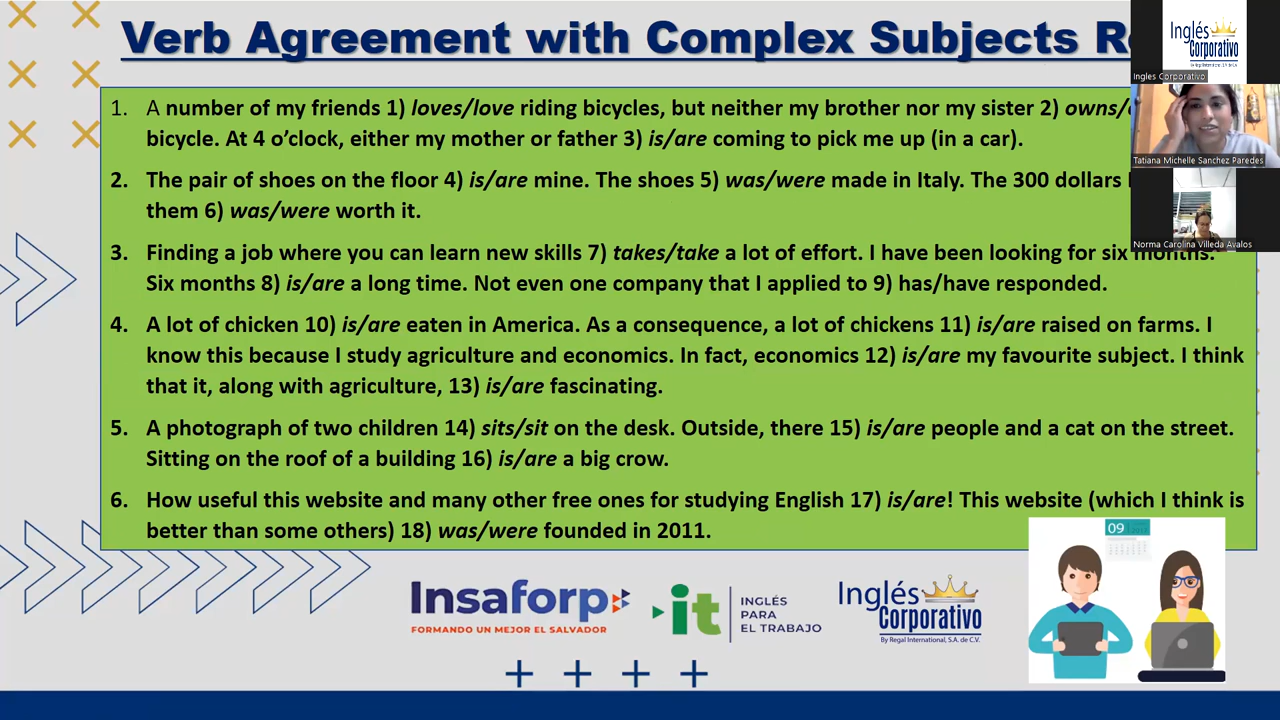 Verb Agreement with Complex Subjects
1. A number of my friends 1) loves/love riding bicycles, but neither my brother nor my sister 2) owns/
bicycle. At 4 o’clock, either my mother or father 3) is/are coming to pick me up (in a car).
2. The pair of shoes on the floor 4) is/are mine. The shoes 5) was/were made in Italy. The 300 dollars
them 6) was/were worth it.
3. Finding a job where you can learn new skills 7) takes/take a lot of effort. I have been looking for six months.
Six months 8) is/are a long time. Not even one company that I applied to 9) has/have responded.
4. A lot of chicken 10) is/are eaten in America. As a consequence, a lot of chickens 11) is/are raised on farms. I
know this because I study agriculture and economics. In fact, economics 12) is/are my favourite subject. I think
that it, along with agriculture, 13) is/are fascinating.
5. A photograph of two children 14) sits/sit on the desk. Outside, there 15) is/are people and a cat on the street.
Sitting on the roof of a building 16) is/are a big crow.
6. How useful this website and many other free ones for studying English 17) is/are! This website (which I think is
better than some others) 18) was/were founded in 2011.
Insaforp
FORMANDO UN MEJOR EL SALVADOR
it
INGLÉS
PARA
EL TRABAJO
Inglés
Corporativo
By Regal International, S.A. de C.V.
09
Inglés
Corporativo
Ingles Corporativo
Tatiana Michelle Sanchez Paredes
Norma Carolina Villeda Avalos